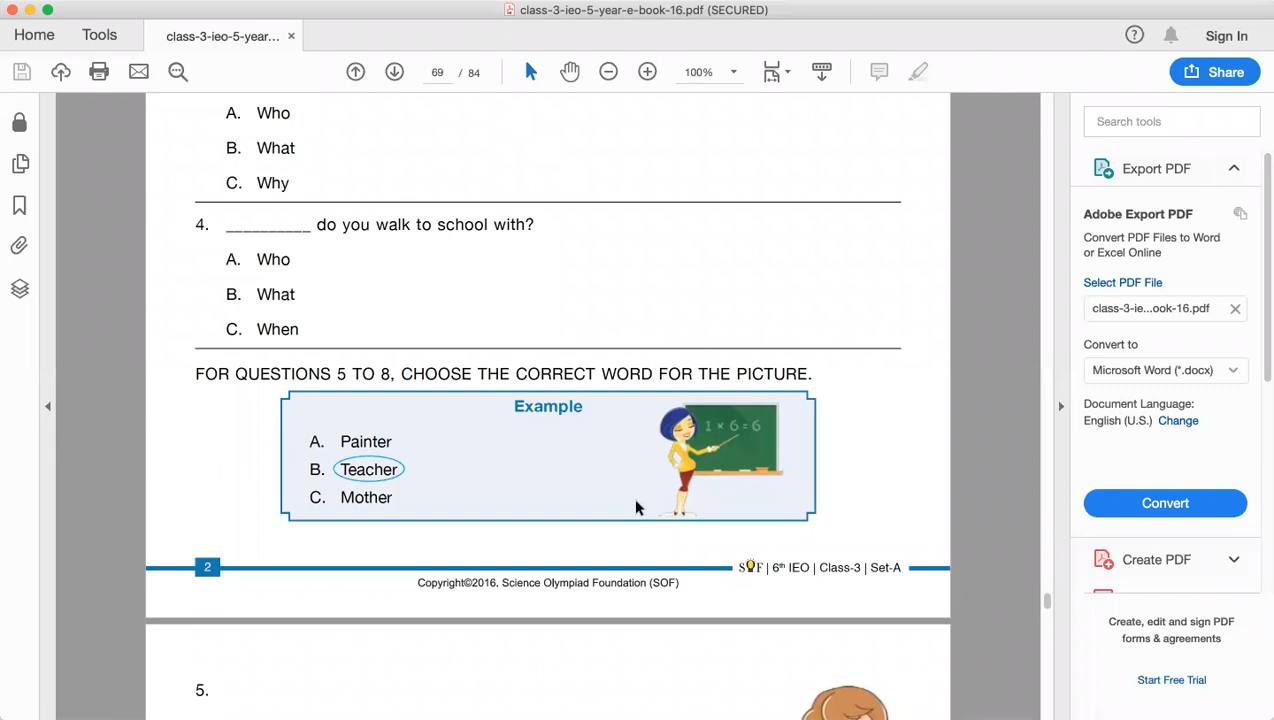 class-3-ieo-5-year-e-book-16.pdf (SECURED)
Home Tools class-3-ieo-5-year... × Sign In
69 / 84 100% Share
A. Who
B. What
C. Why
4. __________ do you walk to school with?
A. Who
B. What
C. When
FOR QUESTIONS 5 TO 8, CHOOSE THE CORRECT WORD FOR THE PICTURE.
Example
1 × 6 = 6
A. Painter
B. Teacher
C. Mother
2 SOF | 6th IEO | Class-3 | Set-A
Copyright©2016. Science Olympiad Foundation (SOF)
5.
Search tools
Export PDF
Adobe Export PDF
Convert PDF Files to Word
or Excel Online
Select PDF File
class-3-ie...ook-16.pdf
Convert to
Microsoft Word (*.docx)
Document Language:
English (U.S.) Change
Convert
Create PDF
Create, edit and sign PDF
forms & agreements
Start Free Trial